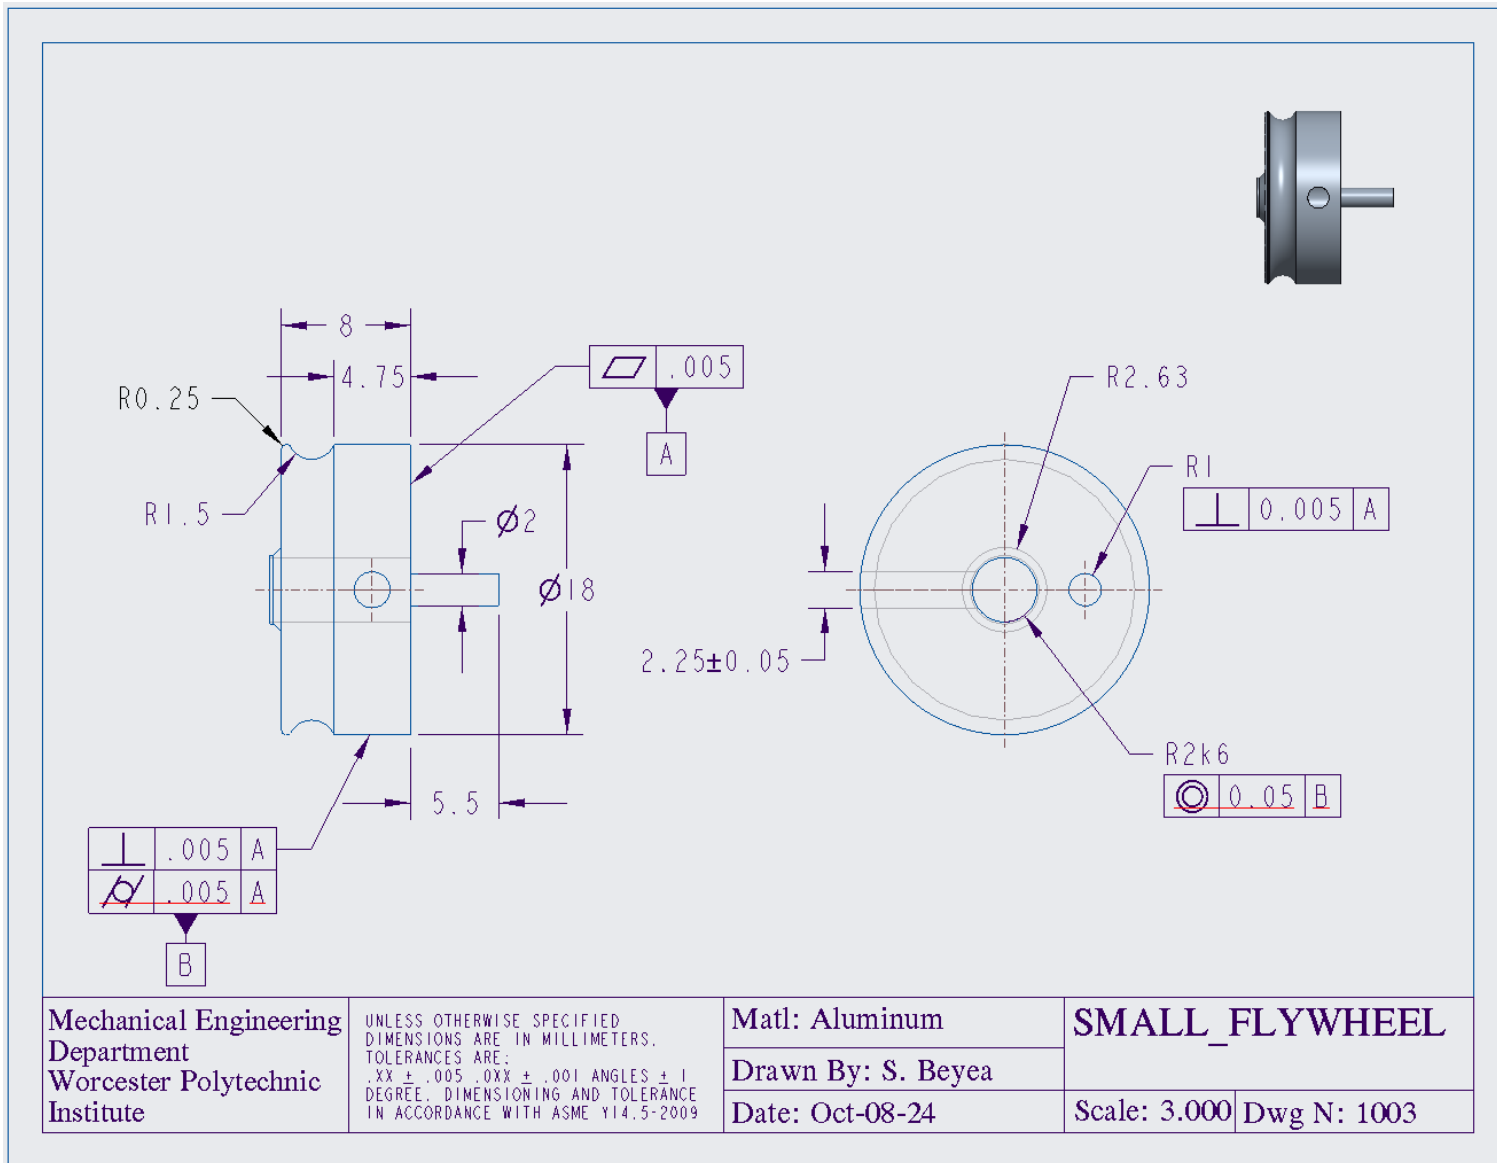 8
4.75
R0.25
.005
A
R2.63
R1.5
Ø2
R1
0.005 A
Ø18
2.25±0.05
R2k6
0.05 B
5.5
.005 A
.005 A
B
Mechanical Engineering
Department
Worcester Polytechnic
Institute
UNLESS OTHERWISE SPECIFIED
DIMENSIONS ARE IN MILLIMETERS.
TOLERANCES ARE:
.XX ± .005 .0XX ± .001 ANGLES ± 1
DEGREE. DIMENSIONING AND TOLERANCE
IN ACCORDANCE WITH ASME Y14.5-2009
Matl: Aluminum
Drawn By: S. Beyea
Date: Oct-08-24
SMALL_FLYWHEEL
Scale: 3.000 Dwg N: 1003